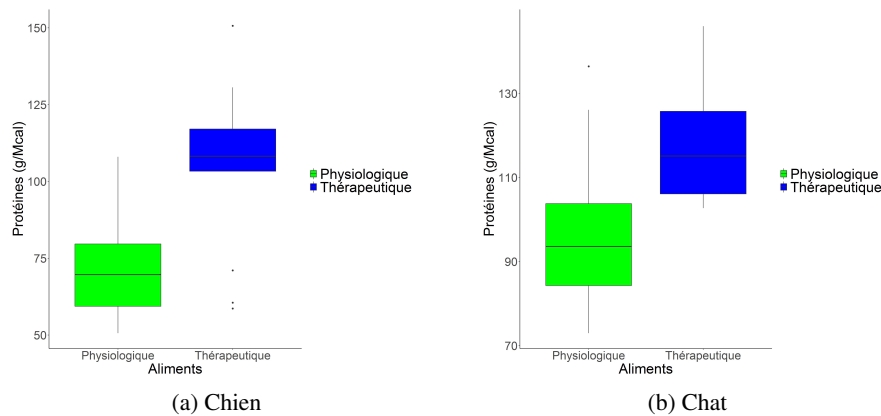 150
125
100
75
50
Protéines (g/Mcal)
Physiologique
Thérapeutique
Aliments
Physiologique
Thérapeutique
(a) Chien
130
110
90
70
Protéines (g/Mcal)
Physiologique
Thérapeutique
Aliments
Physiologique
Thérapeutique
(b) Chat